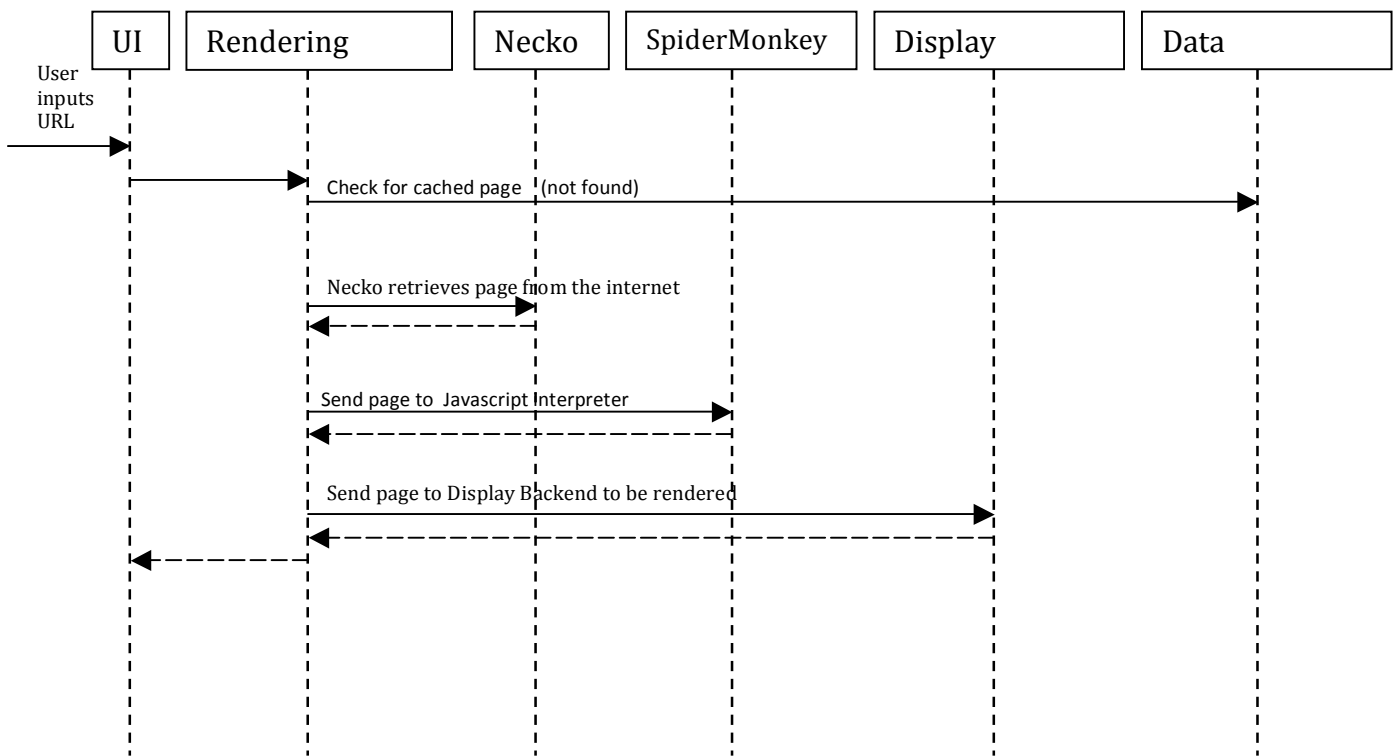 UI
Rendering
Necko
SpiderMonkey
Display
Data
User
inputs
URL
Check for cached page (not found)
Necko retrieves page from the internet
Send page to Javascript Interpreter
Send page to Display Backend to be rendered